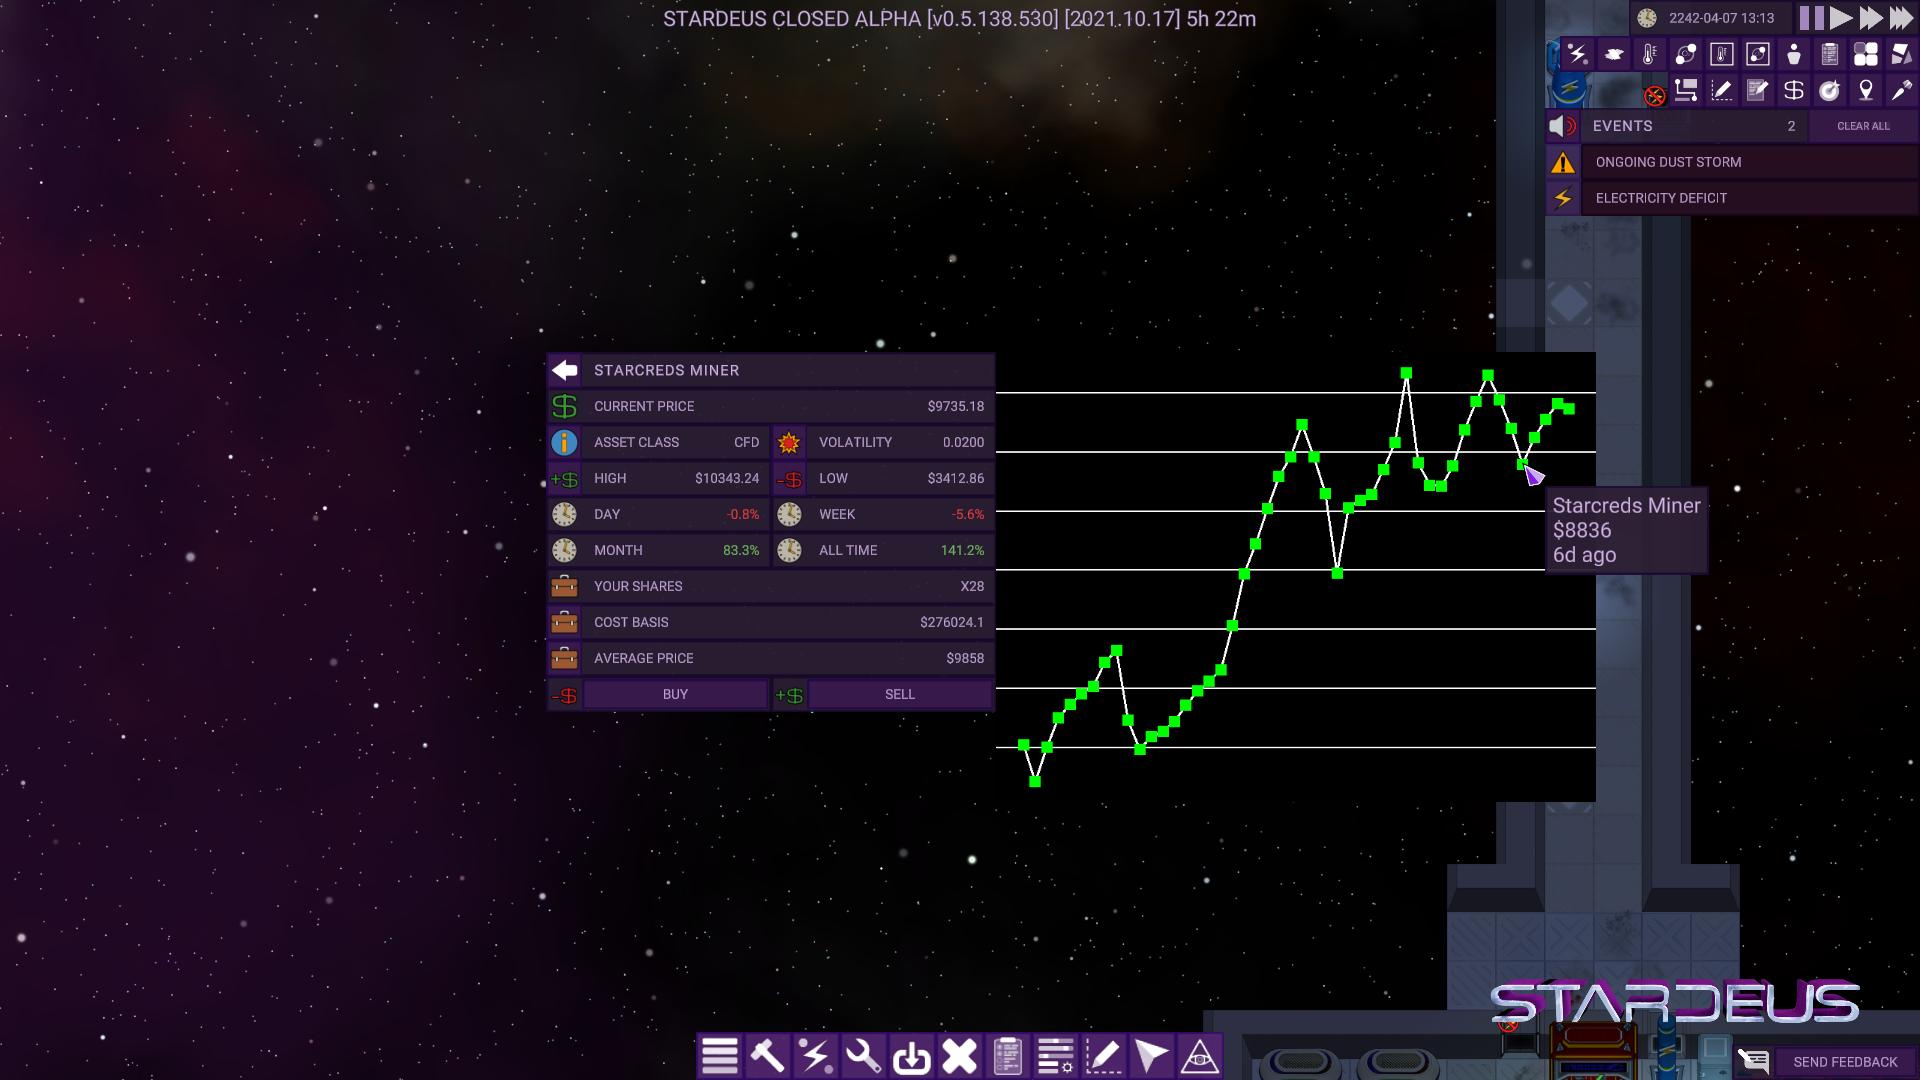 STARDEUS CLOSED ALPHA [v0.5.138.530] [2021.10.17] 5h 22m
2242-04-07 13:13
EVENTS 2 CLEAR ALL
ONGOING DUST STORM
ELECTRICITY DEFICIT
STARCREDS MINER
CURRENT PRICE $9735.18
ASSET CLASS CFD VOLATILITY 0.0200
HIGH $10343.24 LOW $3412.86
DAY -0.8% WEEK -5.6%
MONTH 83.3% ALL TIME 141.2%
YOUR SHARES X28
COST BASIS $276024.1
AVERAGE PRICE $9858
BUY SELL
Starcreds Miner
$8836
6d ago
STARDEUS
SEND FEEDBACK